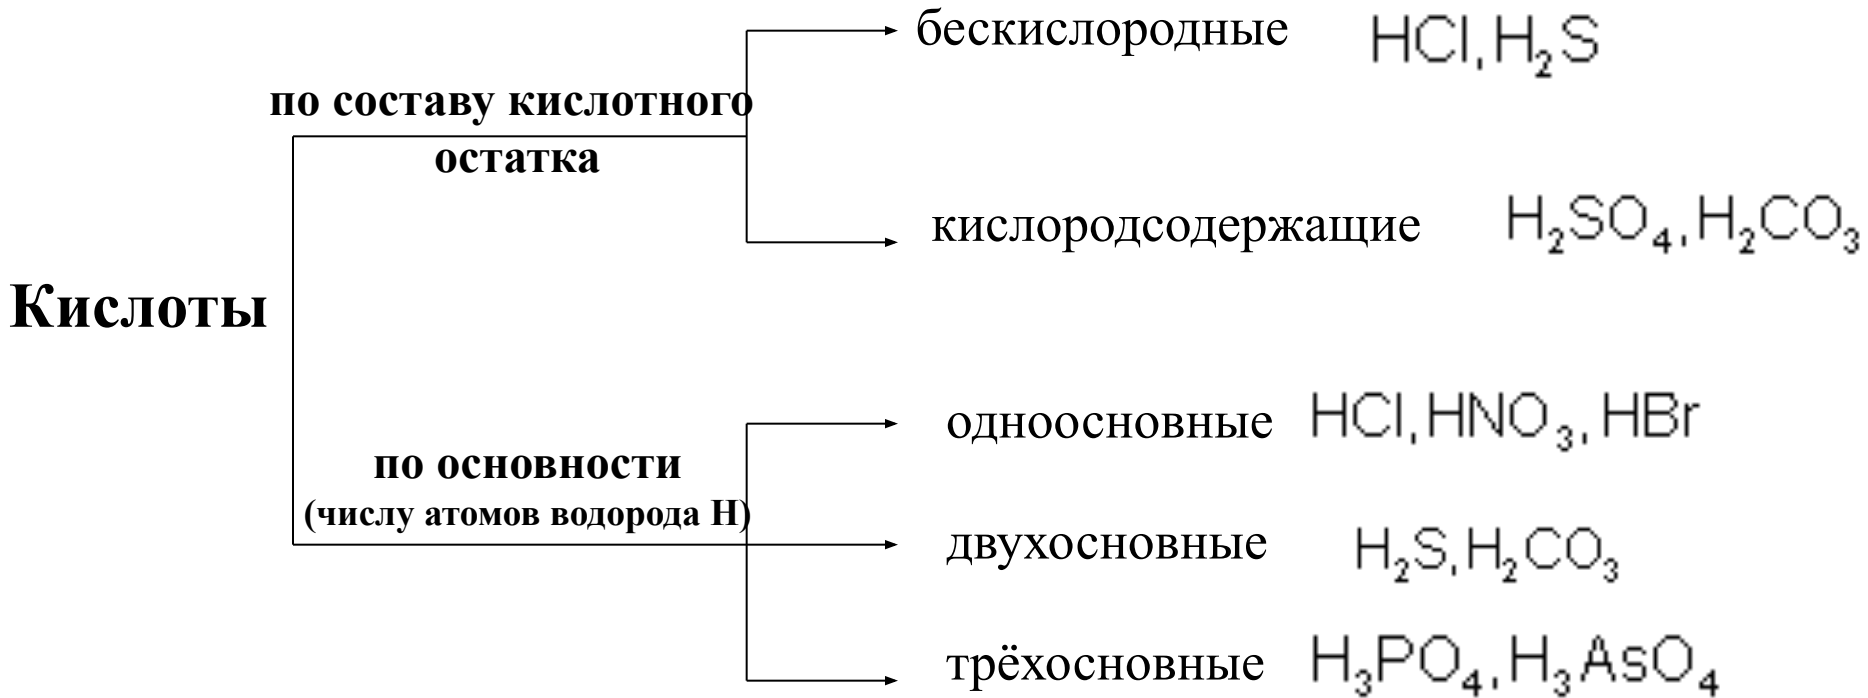 бескислородные HCl, H₂S
по составу кислотного
остатка
кислородсодержащие H₂SO₄, H₂CO₃
Кислоты
одноосновные HCl, HNO₃, HBr
по основности
(числу атомов водорода Н)
двухосновные H₂S, H₂CO₃
трёхосновные H₃PO₄, H₃AsO₄